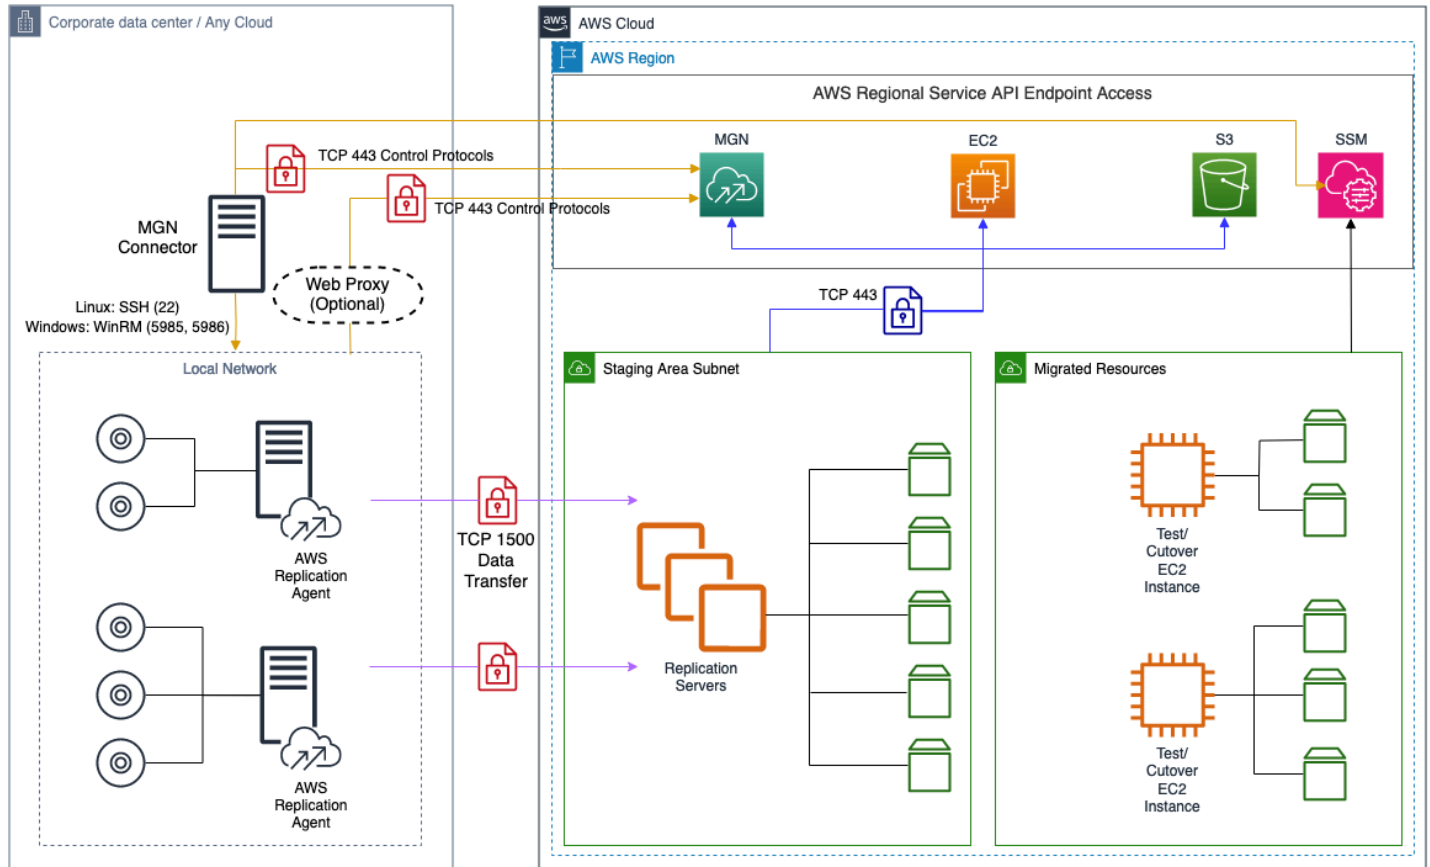 Corporate data center / Any Cloud
aws
AWS Cloud
AWS Region
AWS Regional Service API Endpoint Access
MGN
EC2
S3
SSM
TCP 443 Control Protocols
TCP 443 Control Protocols
MGN
Connector
Web Proxy
(Optional)
Linux: SSH (22)
Windows: WinRM (5985, 5986)
TCP 443
Local Network
Staging Area Subnet
Migrated Resources
AWS
Replication
Agent
TCP 1500
Data
Transfer
Test/
Cutover
EC2
Instance
Replication
Servers
AWS
Replication
Agent
Test/
Cutover
EC2
Instance